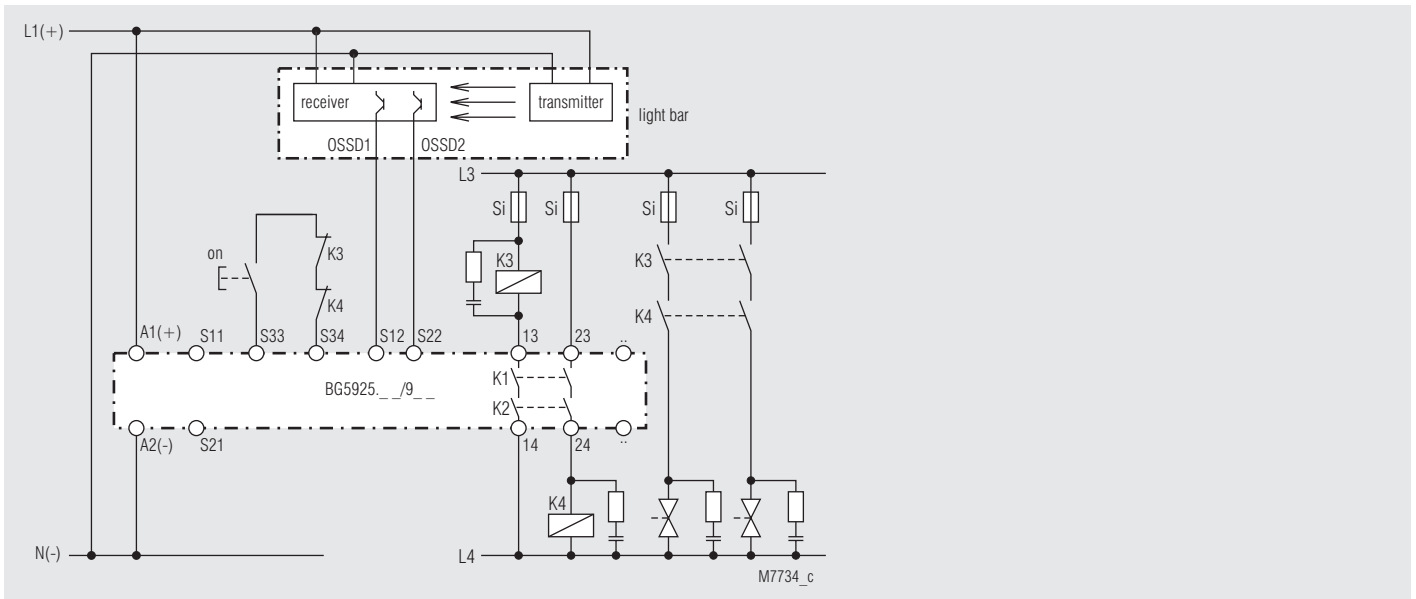 L1(+)
receiver
transmitter
light bar
OSSD1
OSSD2
L3
Si
Si
Si
Si
on
K3
K4
K3
K3
K4
A1(+)
S11
S33
S34
S12
S22
13
23
..
K1
BG5925._ _/9_ _
K2
A2(-)
S21
14
24
..
K4
N(-)
L4
M7734_c